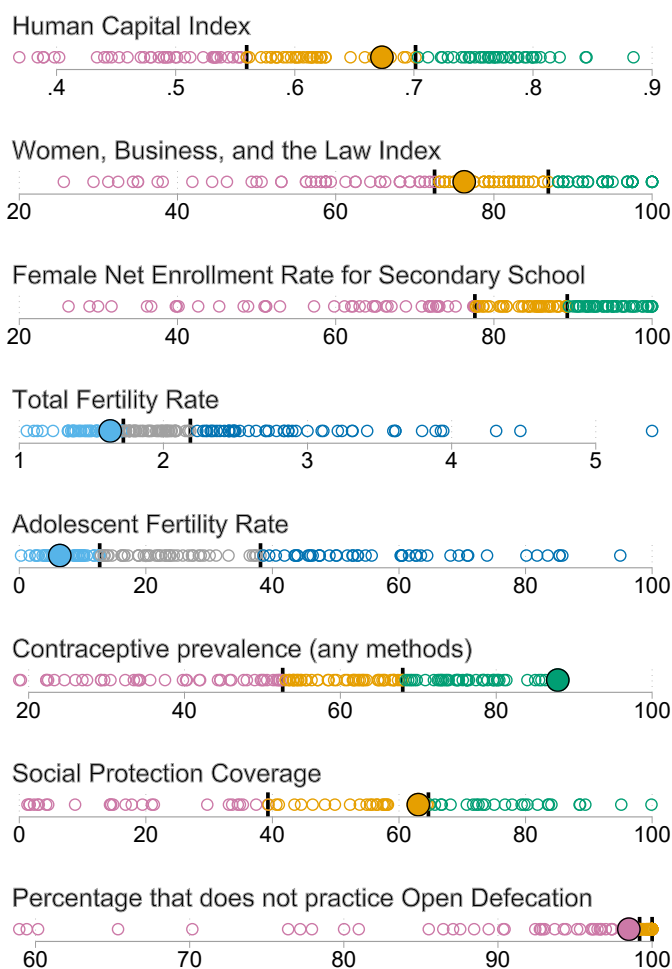 Human Capital Index
.4 .5 .6 .7 .8 .9
Women, Business, and the Law Index
20 40 60 80 100
Female Net Enrollment Rate for Secondary School
20 40 60 80 100
Total Fertility Rate
1 2 3 4 5
Adolescent Fertility Rate
0 20 40 60 80 100
Contraceptive prevalence (any methods)
20 40 60 80 100
Social Protection Coverage
0 20 40 60 80 100
Percentage that does not practice Open Defecation
60 70 80 90 100